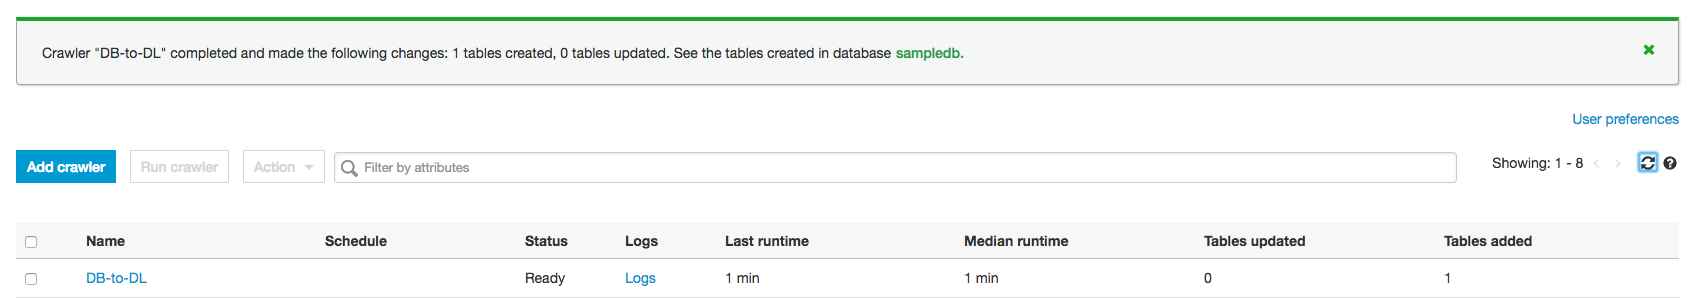 Crawler "DB-to-DL" completed and made the following changes: 1 tables created, 0 tables updated. See the tables created in database sampledb.
User preferences
Add crawler Run crawler Action Filter by attributes Showing: 1 - 8
Name Schedule Status Logs Last runtime Median runtime Tables updated Tables added
DB-to-DL Ready Logs 1 min 1 min 0 1